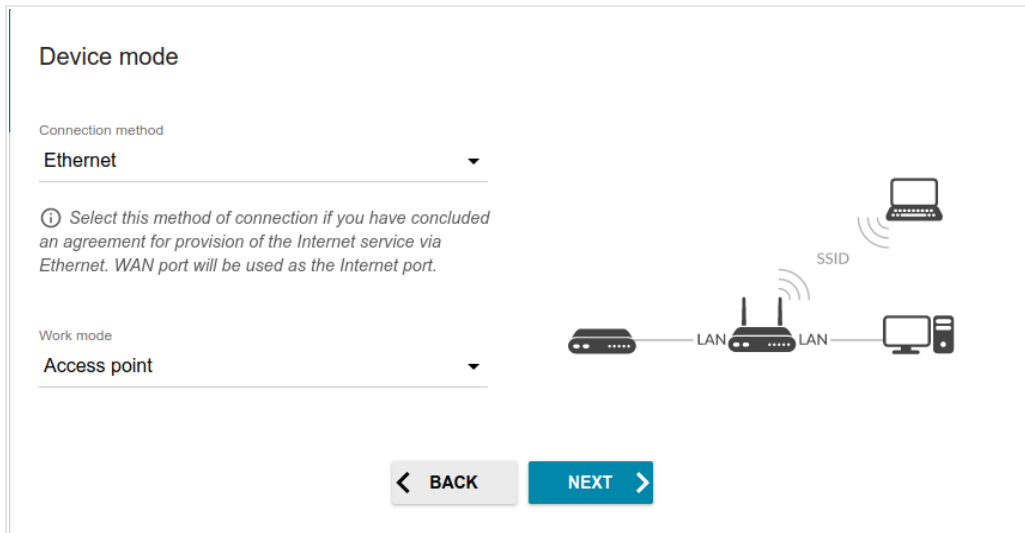 Device mode
Connection method
Ethernet
Select this method of connection if you have concluded
an agreement for provision of the Internet service via
Ethernet. WAN port will be used as the Internet port.
Work mode
Access point
SSID
LAN
LAN
BACK
NEXT